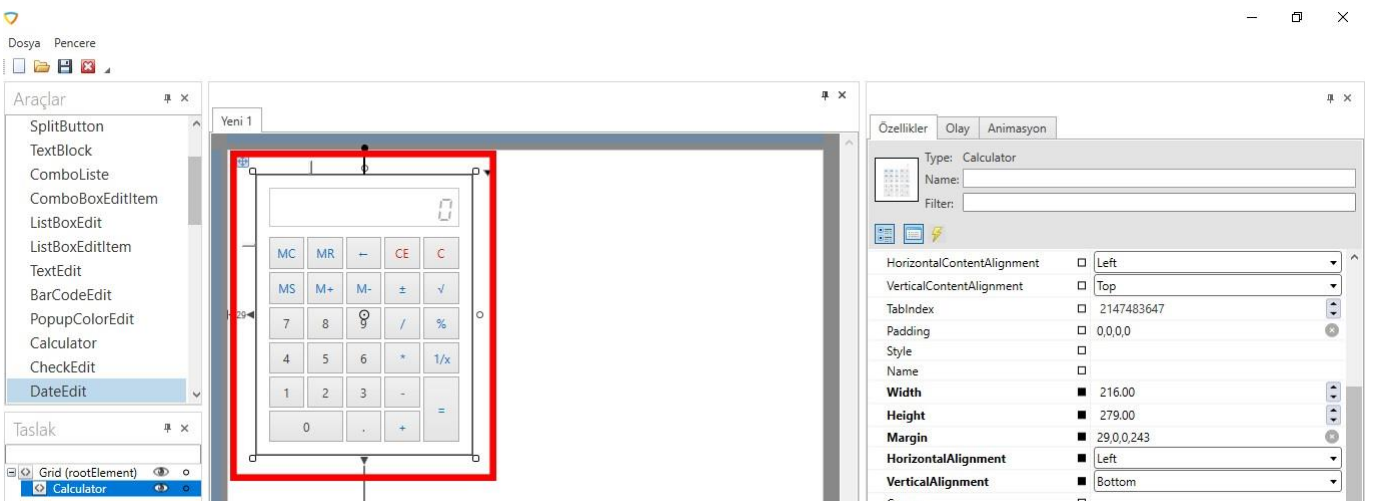 Dosya Pencere
Araçlar
SplitButton
TextBlock
ComboListe
ComboBoxEditItem
ListBoxEdit
ListBoxEditItem
TextEdit
BarCodeEdit
PopupColorEdit
Calculator
CheckEdit
DateEdit
Taslak
Grid (rootElement)
Calculator
Yeni 1
0
MC MR ← CE C
MS M+ M- ± √
29
7 8 9 / %
4 5 6 * 1/x
1 2 3 - =
0 . +
Özellikler Olay Animasyon
Type: Calculator
Name:
Filter:
HorizontalContentAlignment Left
VerticalContentAlignment Top
TabIndex 2147483647
Padding 0,0,0,0
Style
Name
Width 216.00
Height 279.00
Margin 29,0,0,243
HorizontalAlignment Left
VerticalAlignment Bottom